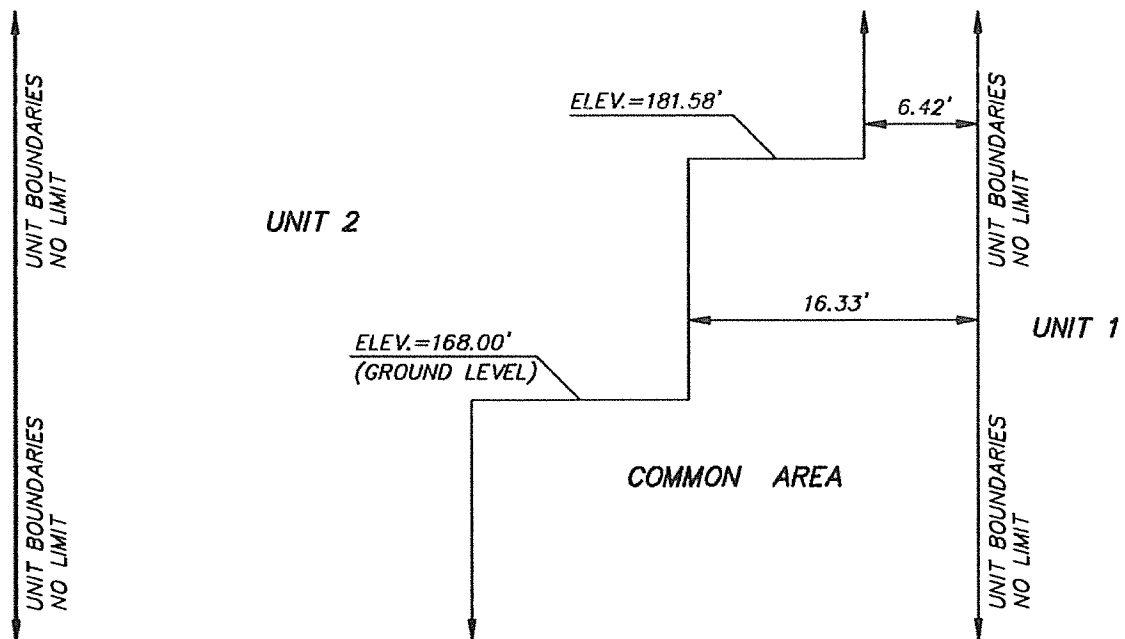 UNIT BOUNDARIES
NO LIMIT
ELEV.=181.58'
6.42'
UNIT BOUNDARIES
NO LIMIT
UNIT 2
16.33'
UNIT 1
ELEV.=168.00'
(GROUND LEVEL)
UNIT BOUNDARIES
NO LIMIT
COMMON AREA
UNIT BOUNDARIES
NO LIMIT